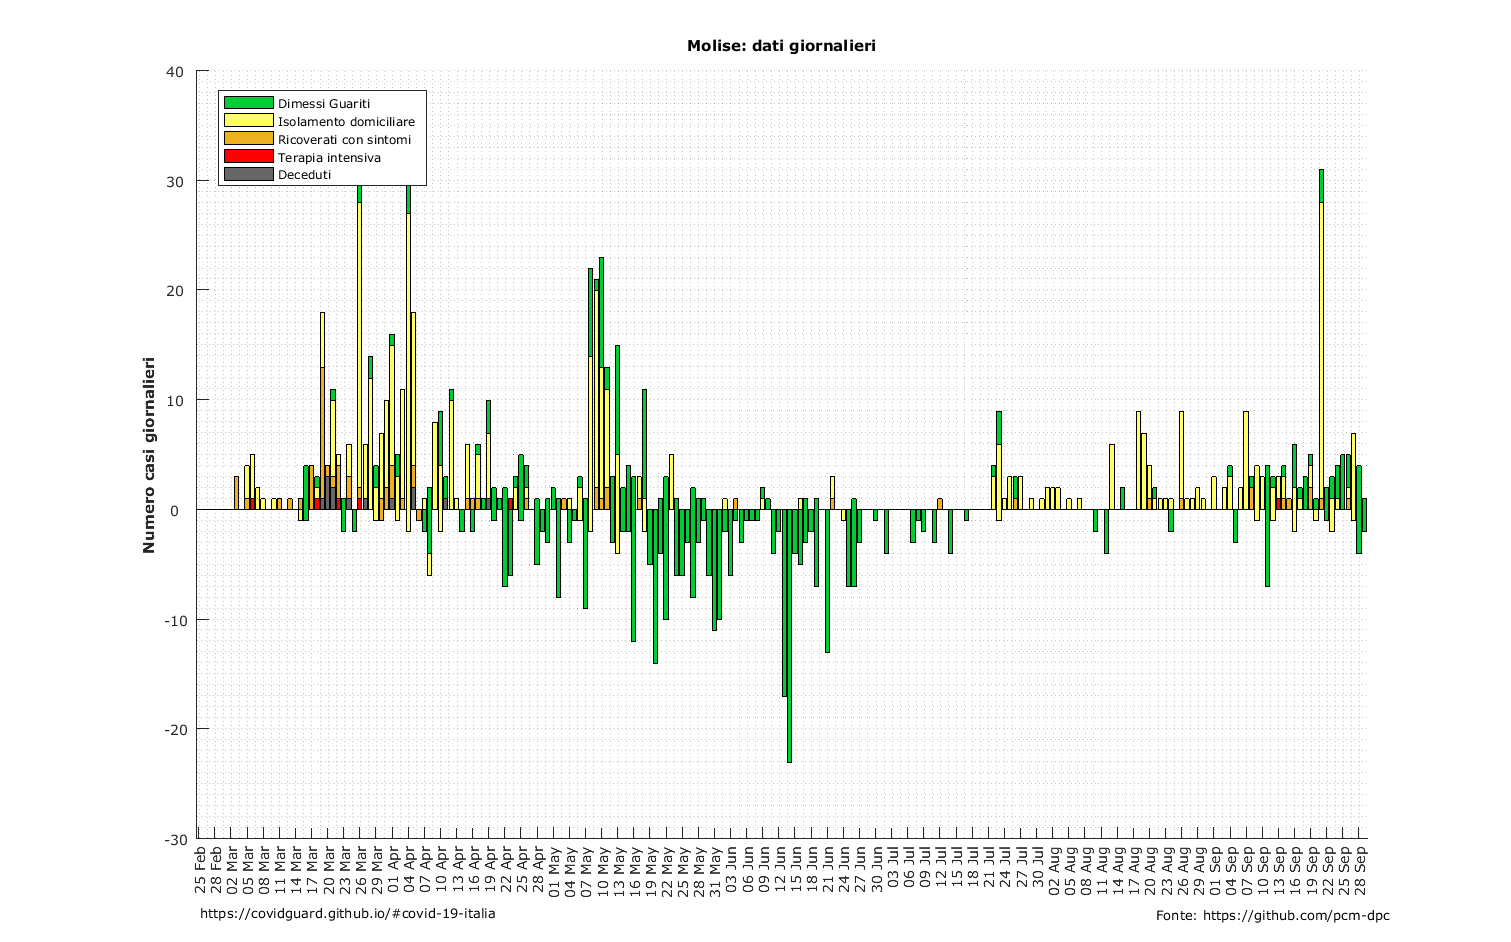 Molise: dati giornalieri
40
30
20
10
0
-10
-20
-30
Numero casi giornalieri
Dimessi Guariti
Isolamento domiciliare
Ricoverati con sintomi
Terapia intensiva
Deceduti
25 Feb
28 Feb
02 Mar
05 Mar
08 Mar
11 Mar
14 Mar
17 Mar
20 Mar
23 Mar
26 Mar
29 Mar
01 Apr
04 Apr
07 Apr
10 Apr
13 Apr
16 Apr
19 Apr
22 Apr
25 Apr
28 Apr
01 May
04 May
07 May
10 May
13 May
16 May
19 May
22 May
25 May
28 May
31 May
03 Jun
06 Jun
09 Jun
12 Jun
15 Jun
18 Jun
21 Jun
24 Jun
27 Jun
30 Jun
03 Jul
06 Jul
09 Jul
12 Jul
15 Jul
18 Jul
21 Jul
24 Jul
27 Jul
30 Jul
02 Aug
05 Aug
08 Aug
11 Aug
14 Aug
17 Aug
20 Aug
23 Aug
26 Aug
29 Aug
01 Sep
04 Sep
07 Sep
10 Sep
13 Sep
16 Sep
19 Sep
22 Sep
25 Sep
28 Sep
https://covidguard.github.io/#covid-19-italia
Fonte: https://github.com/pcm-dpc